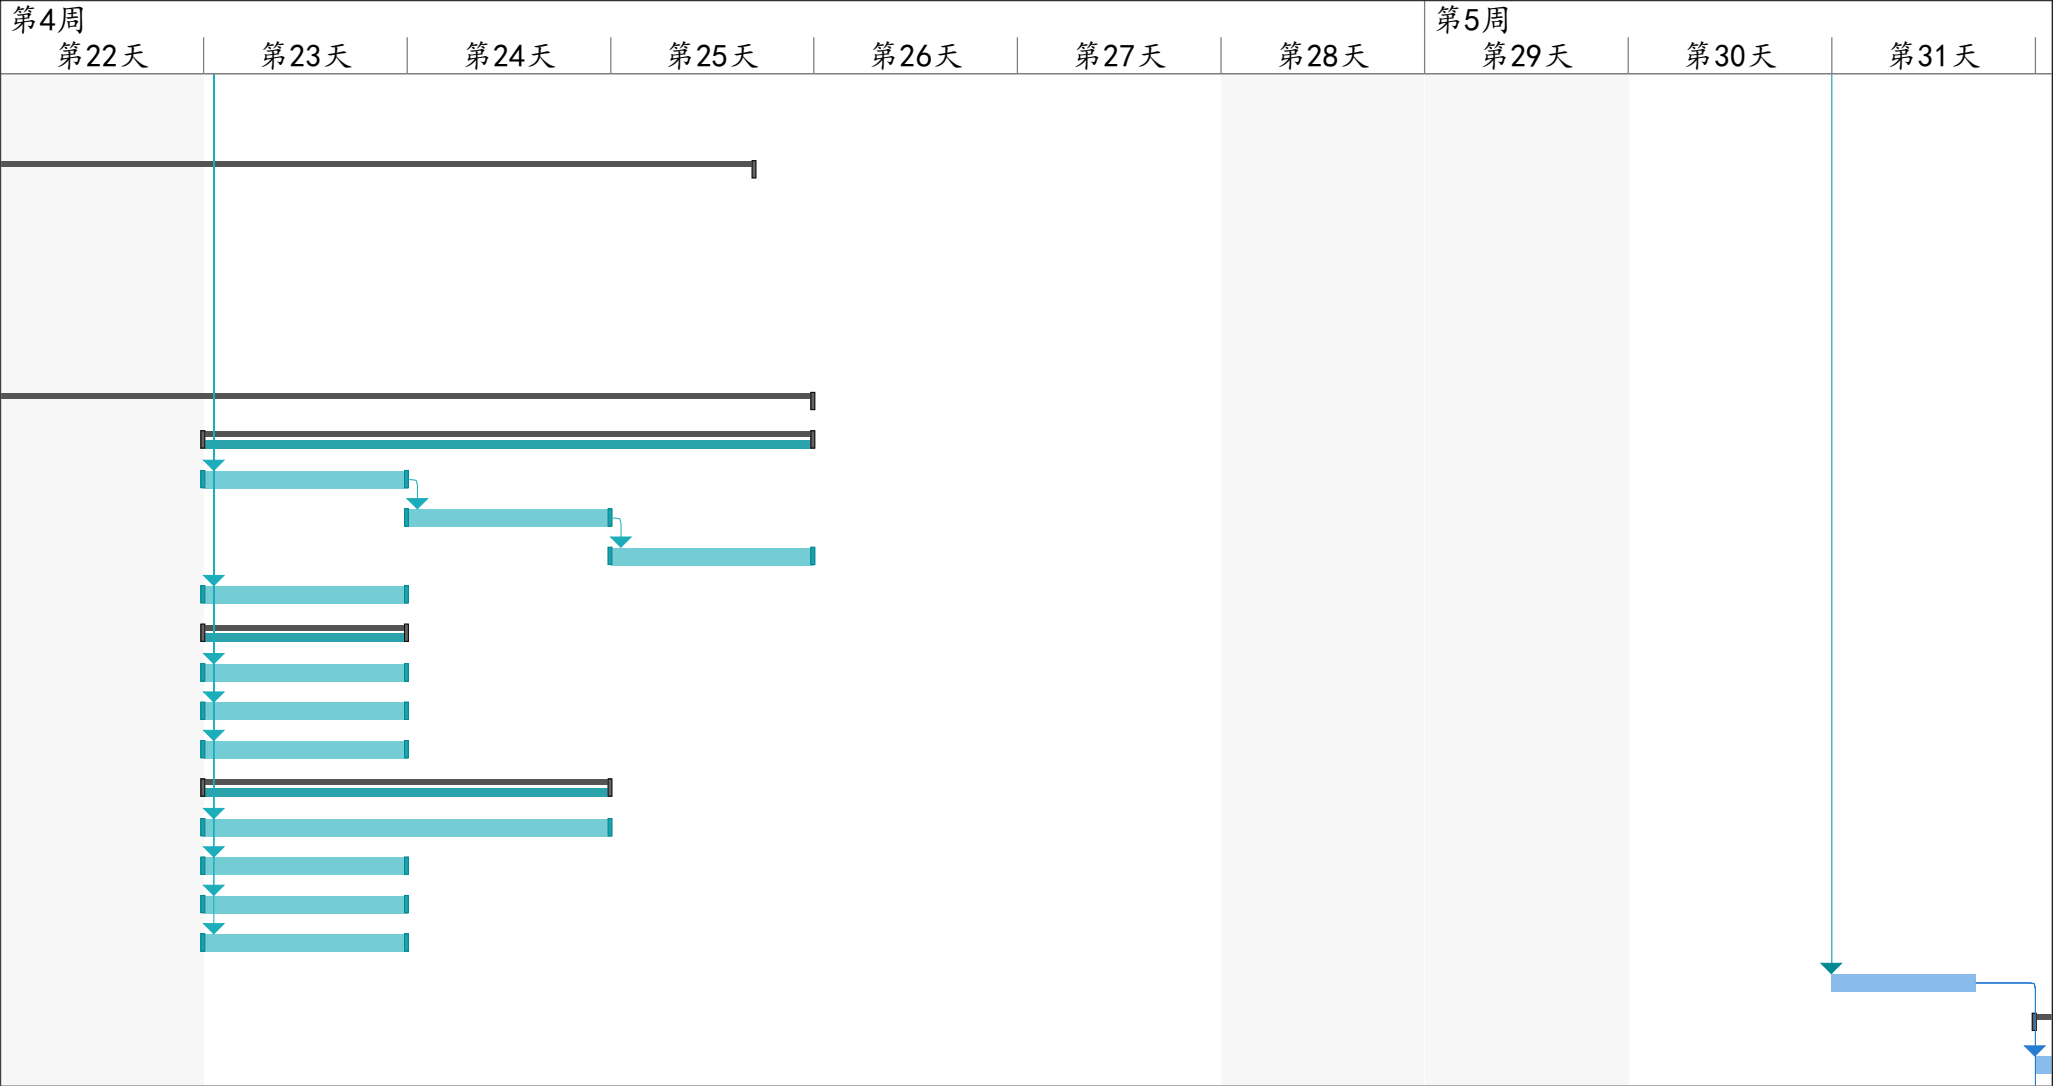 第4周
第5周
第22天
第23天
第24天
第25天
第26天
第27天
第28天
第29天
第30天
第31天